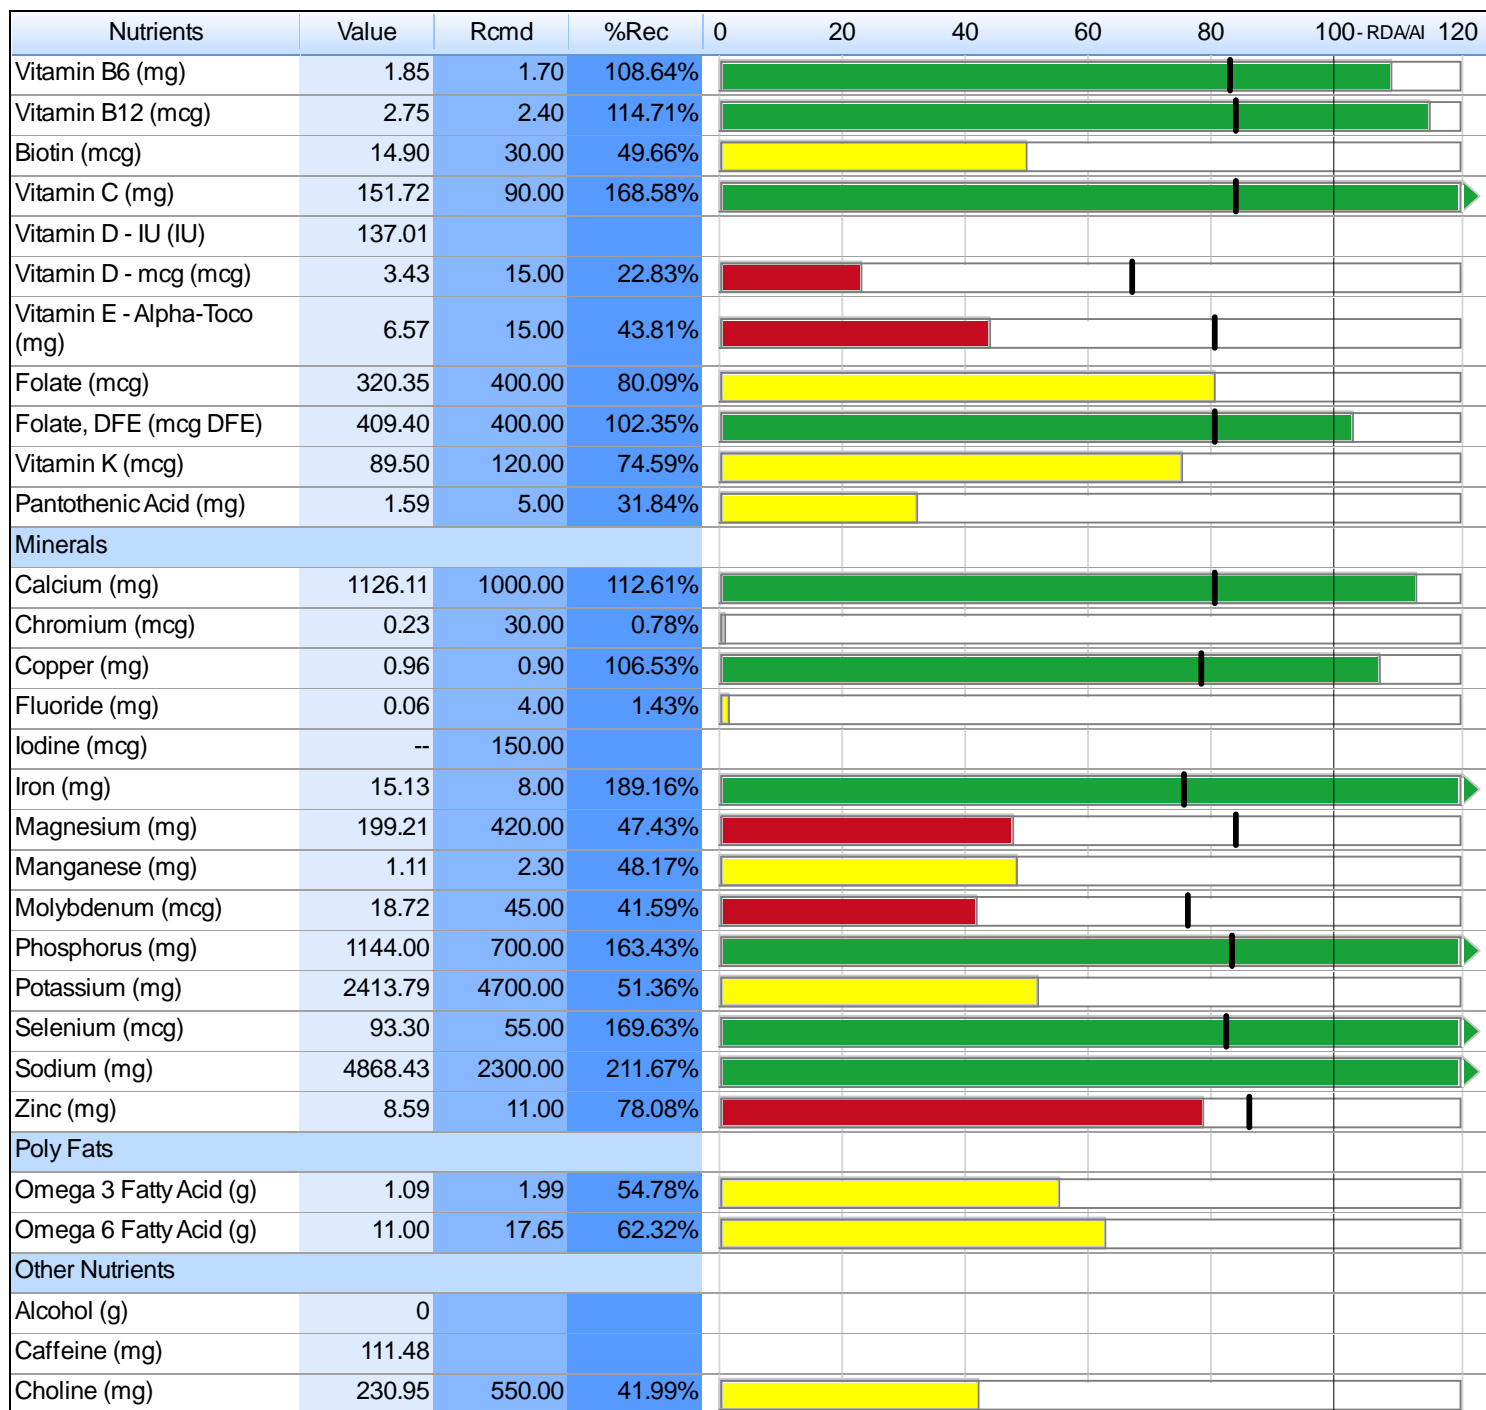 Nutrients Value Rcmd %Rec 0 20 40 60 80 100 - RDA/AI 120
Vitamin B6 (mg) 1.85 1.70 108.64%
Vitamin B12 (mcg) 2.75 2.40 114.71%
Biotin (mcg) 14.90 30.00 49.66%
Vitamin C (mg) 151.72 90.00 168.58%
Vitamin D - IU (IU) 137.01
Vitamin D - mcg (mcg) 3.43 15.00 22.83%
Vitamin E - Alpha-Toco
(mg) 6.57 15.00 43.81%
Folate (mcg) 320.35 400.00 80.09%
Folate, DFE (mcg DFE) 409.40 400.00 102.35%
Vitamin K (mcg) 89.50 120.00 74.59%
Pantothenic Acid (mg) 1.59 5.00 31.84%
Minerals
Calcium (mg) 1126.11 1000.00 112.61%
Chromium (mcg) 0.23 30.00 0.78%
Copper (mg) 0.96 0.90 106.53%
Fluoride (mg) 0.06 4.00 1.43%
Iodine (mcg) -- 150.00
Iron (mg) 15.13 8.00 189.16%
Magnesium (mg) 199.21 420.00 47.43%
Manganese (mg) 1.11 2.30 48.17%
Molybdenum (mcg) 18.72 45.00 41.59%
Phosphorus (mg) 1144.00 700.00 163.43%
Potassium (mg) 2413.79 4700.00 51.36%
Selenium (mcg) 93.30 55.00 169.63%
Sodium (mg) 4868.43 2300.00 211.67%
Zinc (mg) 8.59 11.00 78.08%
Poly Fats
Omega 3 Fatty Acid (g) 1.09 1.99 54.78%
Omega 6 Fatty Acid (g) 11.00 17.65 62.32%
Other Nutrients
Alcohol (g) 0
Caffeine (mg) 111.48
Choline (mg) 230.95 550.00 41.99%